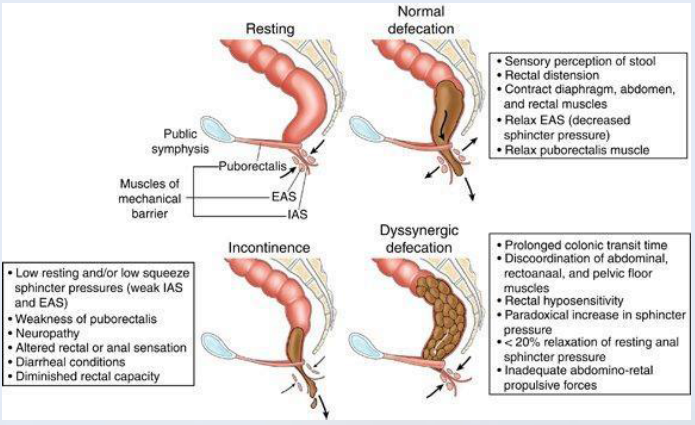 Resting
Normal
defecation
Public
symphysis
Puborectalis
Muscles of
mechanical
barrier
EAS
IAS
• Sensory perception of stool
• Rectal distension
• Contract diaphragm, abdomen,
and rectal muscles
• Relax EAS (decreased
sphincter pressure)
• Relax puborectalis muscle
Incontinence
Dyssynergic
defecation
• Low resting and/or low squeeze
sphincter pressures (weak IAS
and EAS)
• Weakness of puborectalis
• Neuropathy
• Altered rectal or anal sensation
• Diarrheal conditions
• Diminished rectal capacity
• Prolonged colonic transit time
• Discoordination of abdominal,
rectoanaal, and pelvic floor
muscles
• Rectal hyposensitivity
• Paradoxical increase in sphincter
pressure
• < 20% relaxation of resting anal
sphincter pressure
• Inadequate abdomino-retal
propulsive forces